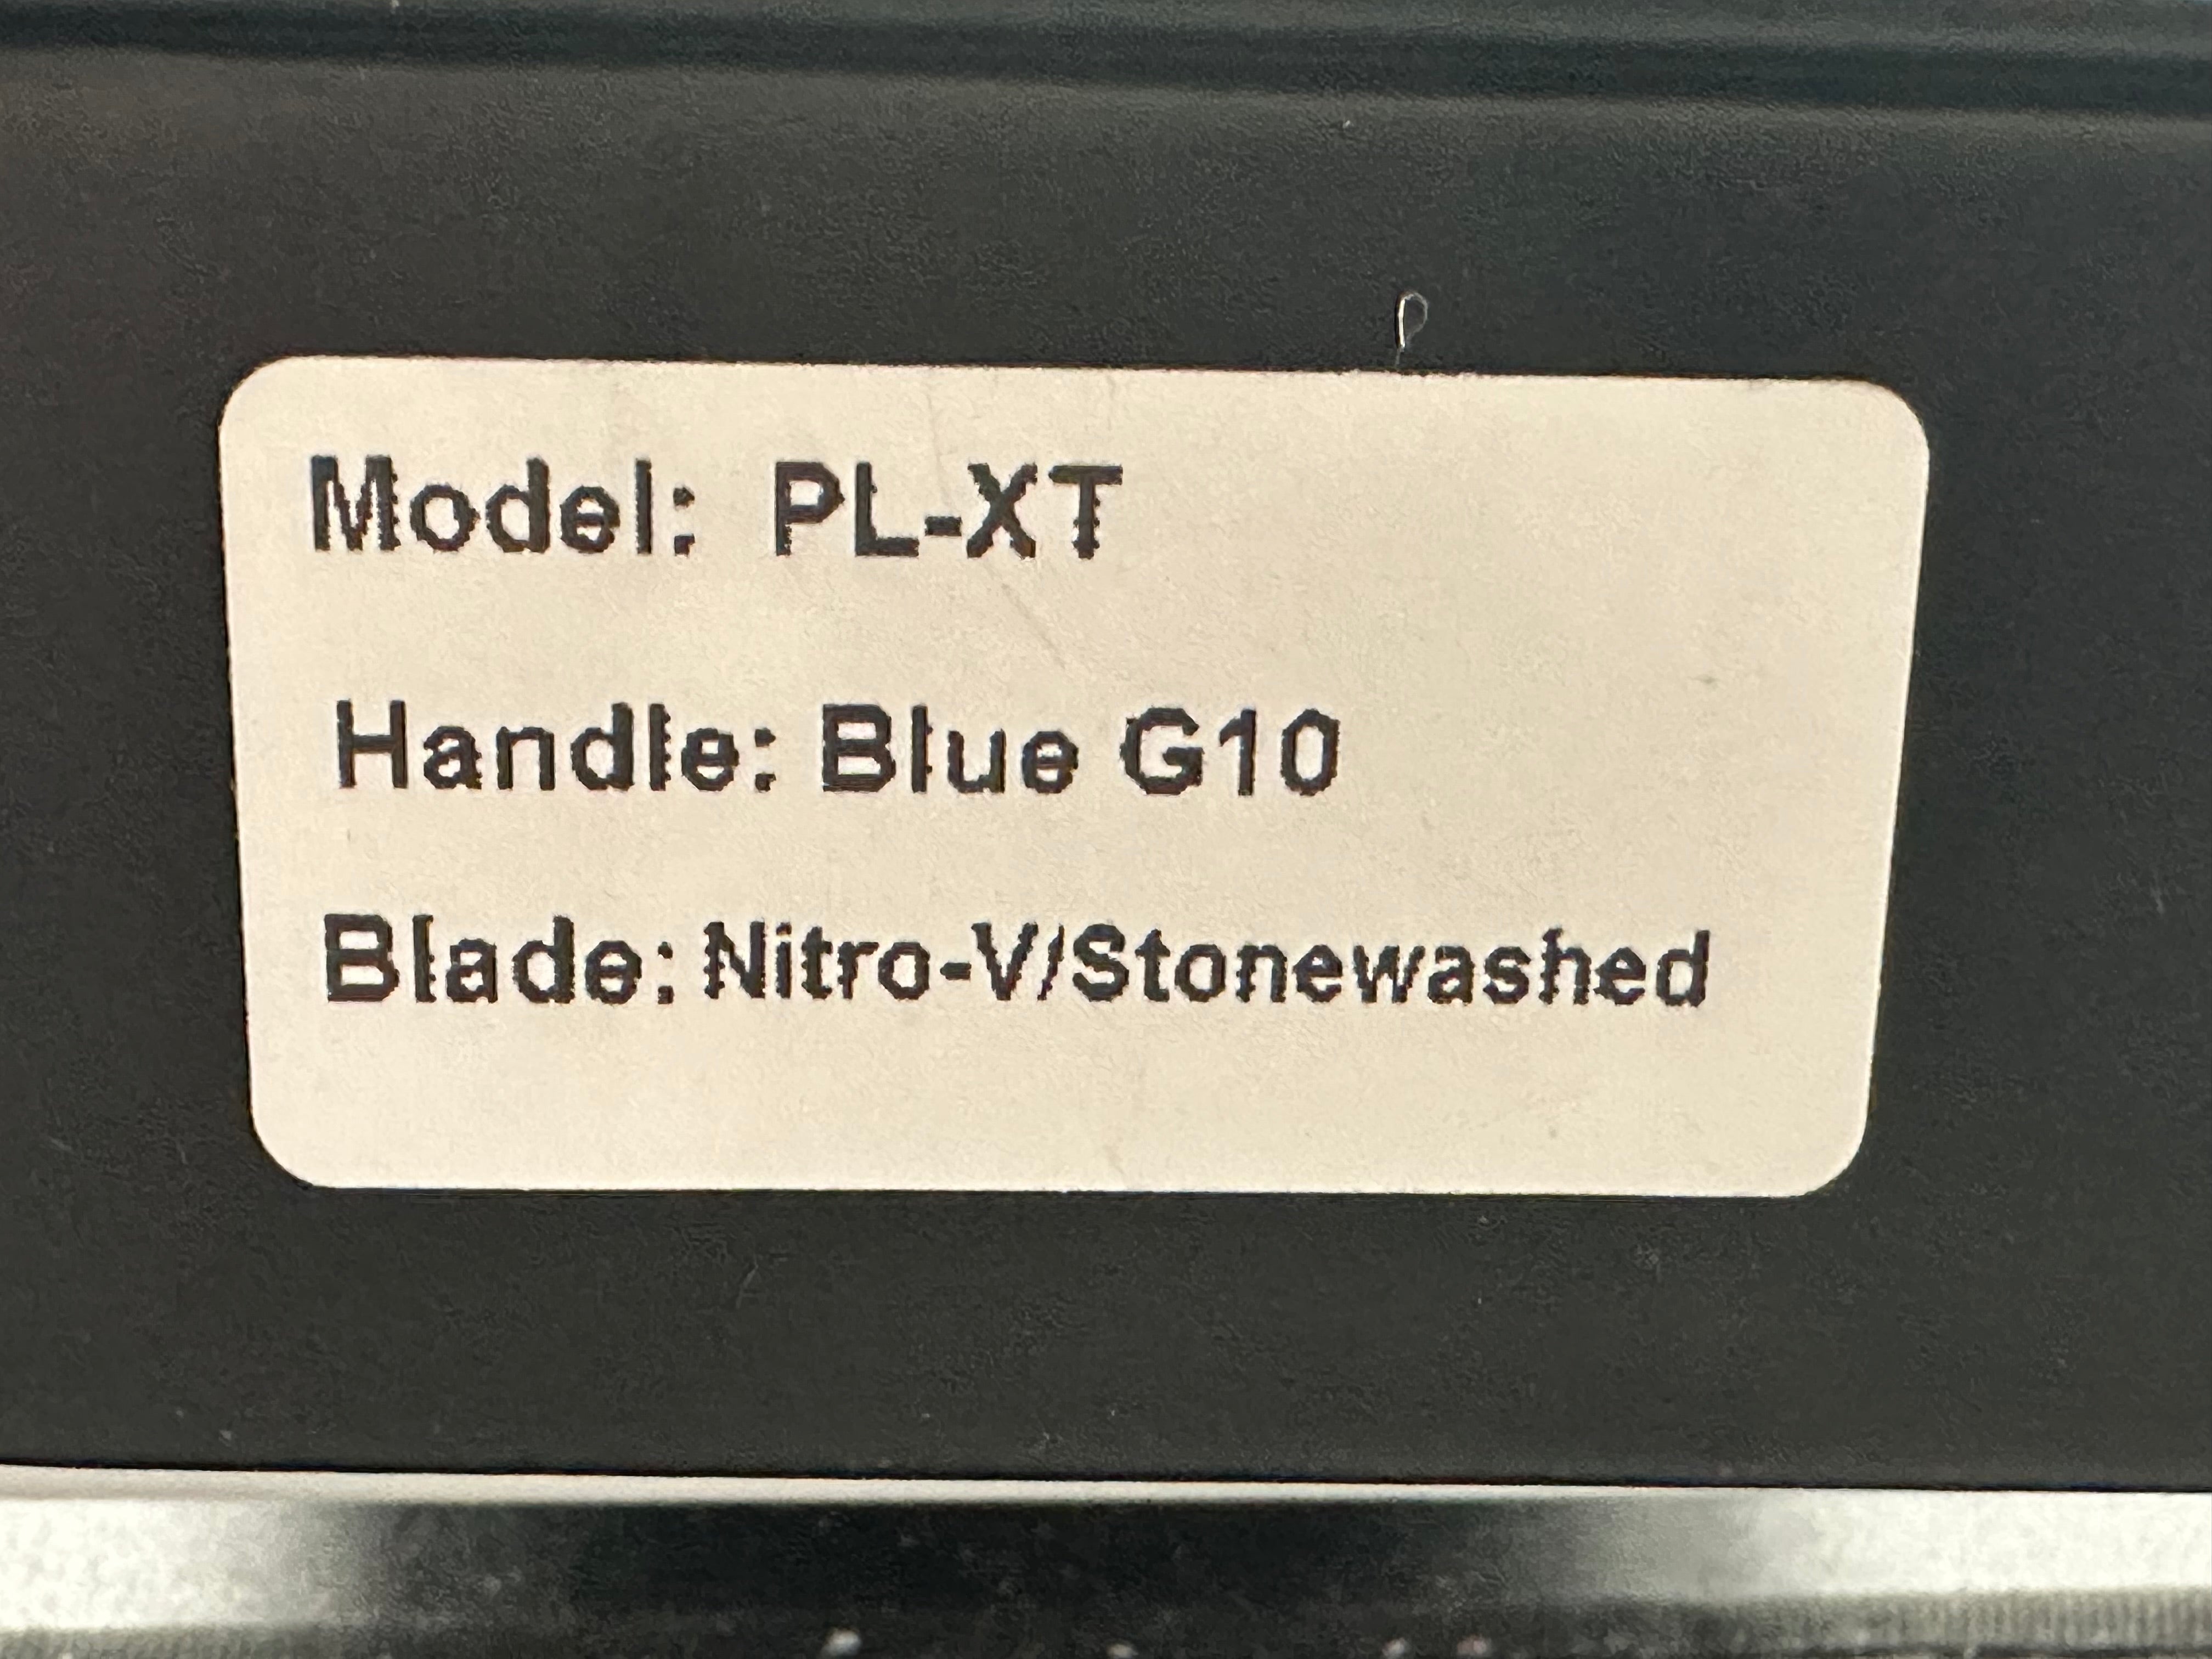 Model: PL-XT
Handle: Blue G10
Blade: Nitro-V/Stonewashed